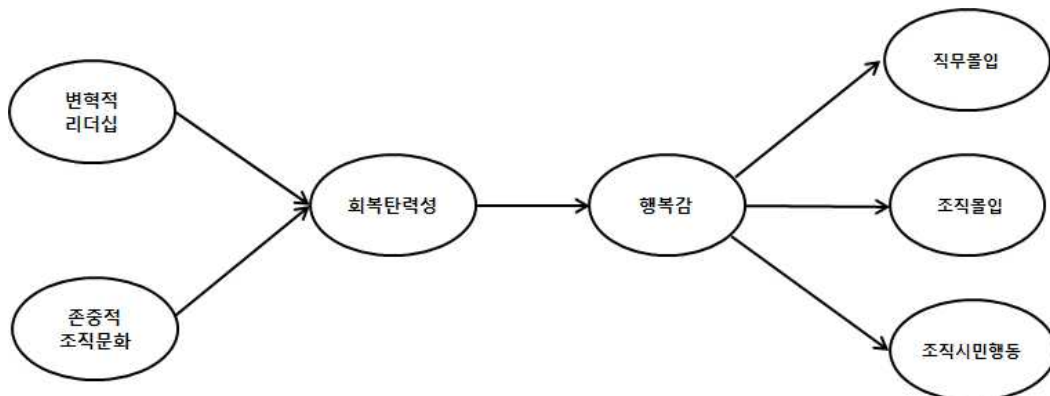 변혁적
리더십
존중적
조직문화
회복탄력성
행복감
직무몰입
조직몰입
조직시민행동